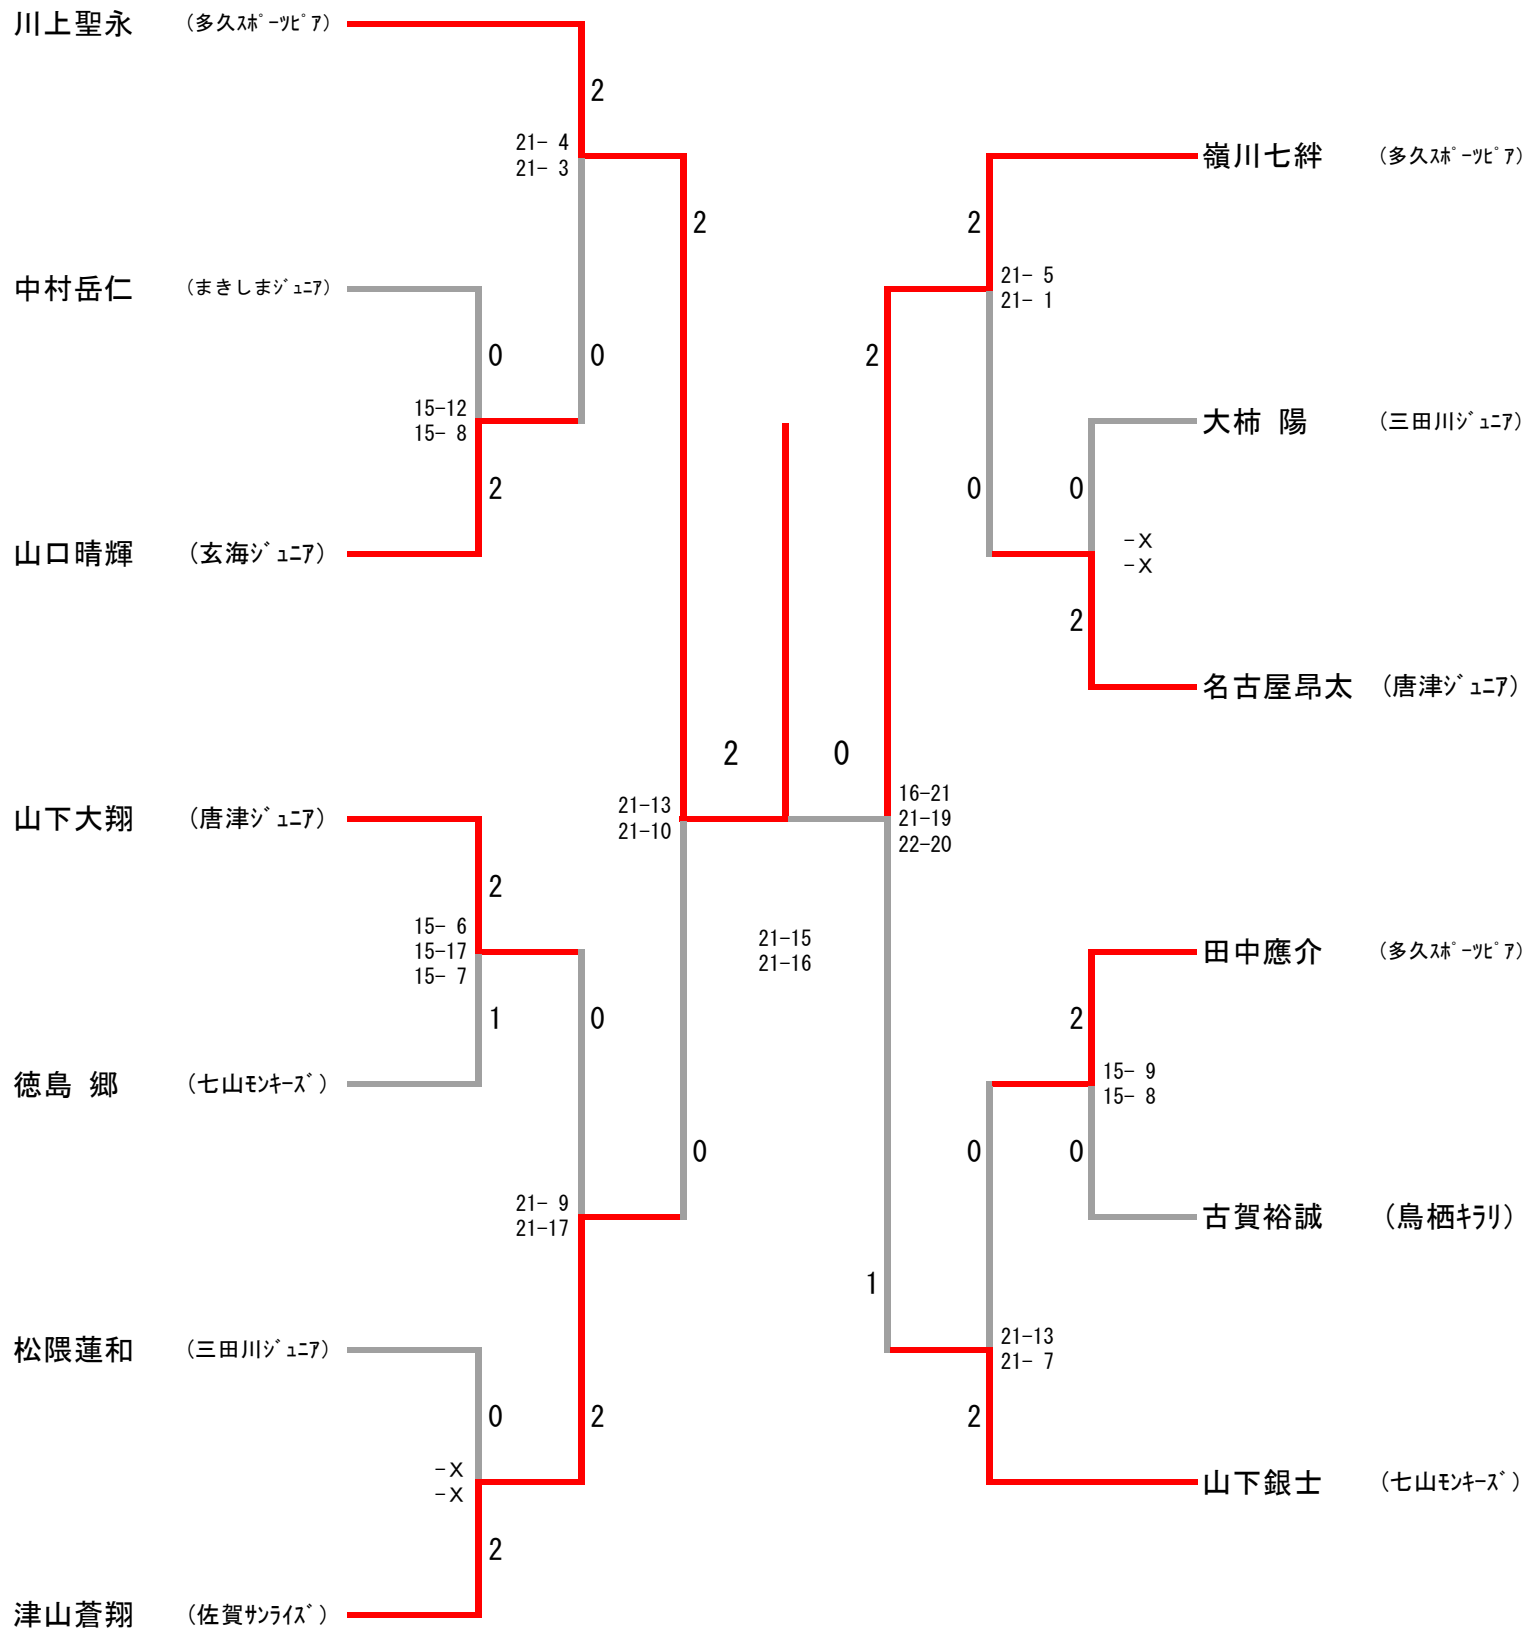 川上聖永 (多久ｽﾎﾟｰﾂﾋﾟｱ)
2
21- 4
21- 3
2
中村岳仁 (まきしまｼﾞｭﾆｱ)
0
0
15-12
15- 8
2
山口晴輝 (玄海ｼﾞｭﾆｱ)
山下大翔 (唐津ｼﾞｭﾆｱ)
21-13
21-10
2
15- 6
15-17
15- 7
1
0
徳島 郷 (七山ﾓﾝｷｰｽﾞ)
0
21- 9
21-17
松隈蓮和 (三田川ｼﾞｭﾆｱ)
0
2
-X
-X
2
津山蒼翔 (佐賀ｻﾝﾗｲｽﾞ)
2 0
21-15
21-16
嶺川七絆 (多久ｽﾎﾟｰﾂﾋﾟｱ)
2
21- 5
21- 1
2
大柿 陽 (三田川ｼﾞｭﾆｱ)
0
0
-X
-X
2
名古屋昂太 (唐津ｼﾞｭﾆｱ)
16-21
21-19
22-20
田中應介 (多久ｽﾎﾟｰﾂﾋﾟｱ)
2
15- 9
15- 8
0
0
古賀裕誠 (鳥栖ｷﾗﾘ)
1
21-13
21- 7
2
山下銀士 (七山ﾓﾝｷｰｽﾞ)